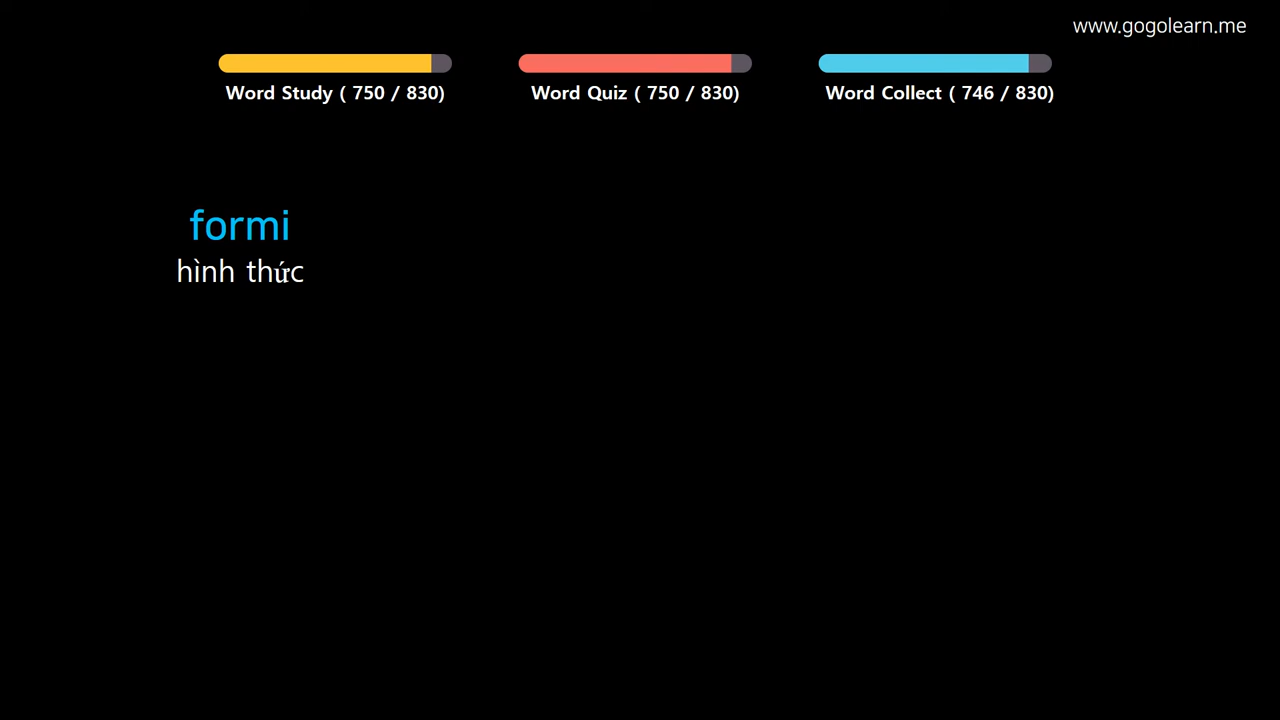 www.gogolearn.me
Word Study ( 750 / 830)
Word Quiz ( 750 / 830)
Word Collect ( 746 / 830)
formi
hình thức